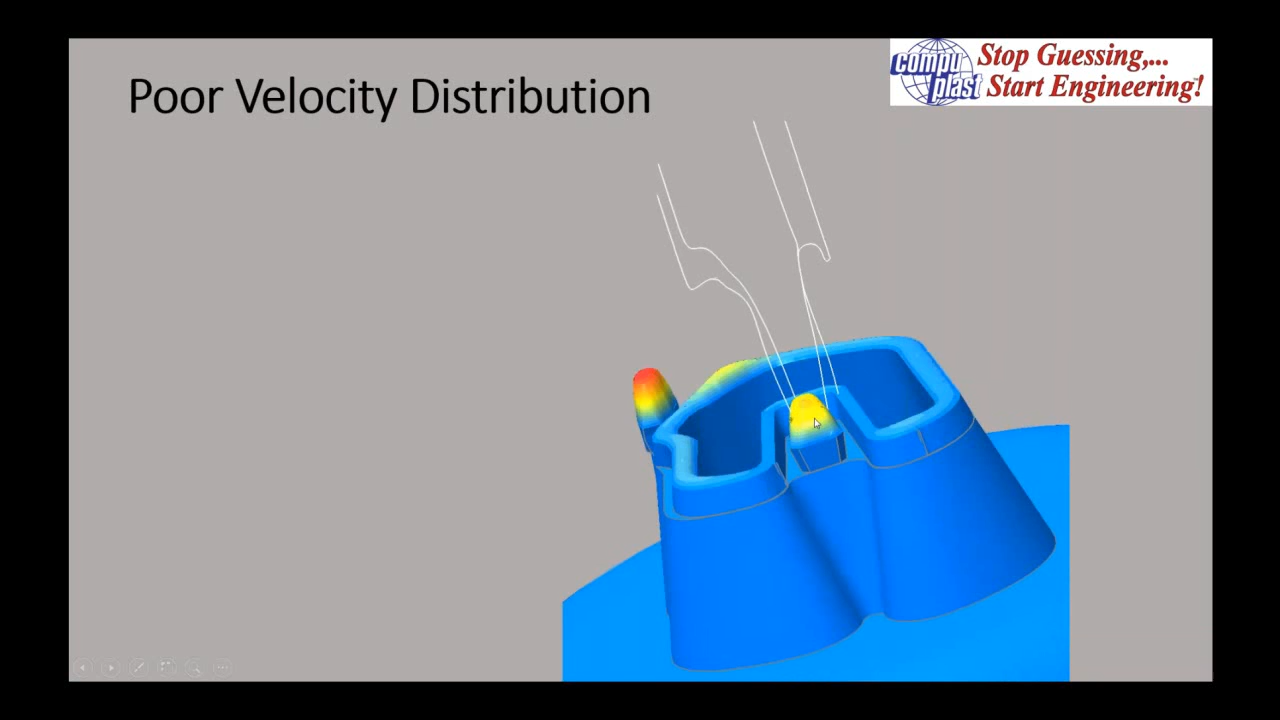 Poor Velocity Distribution
compu
plast
Stop Guessing,...
Start Engineering!